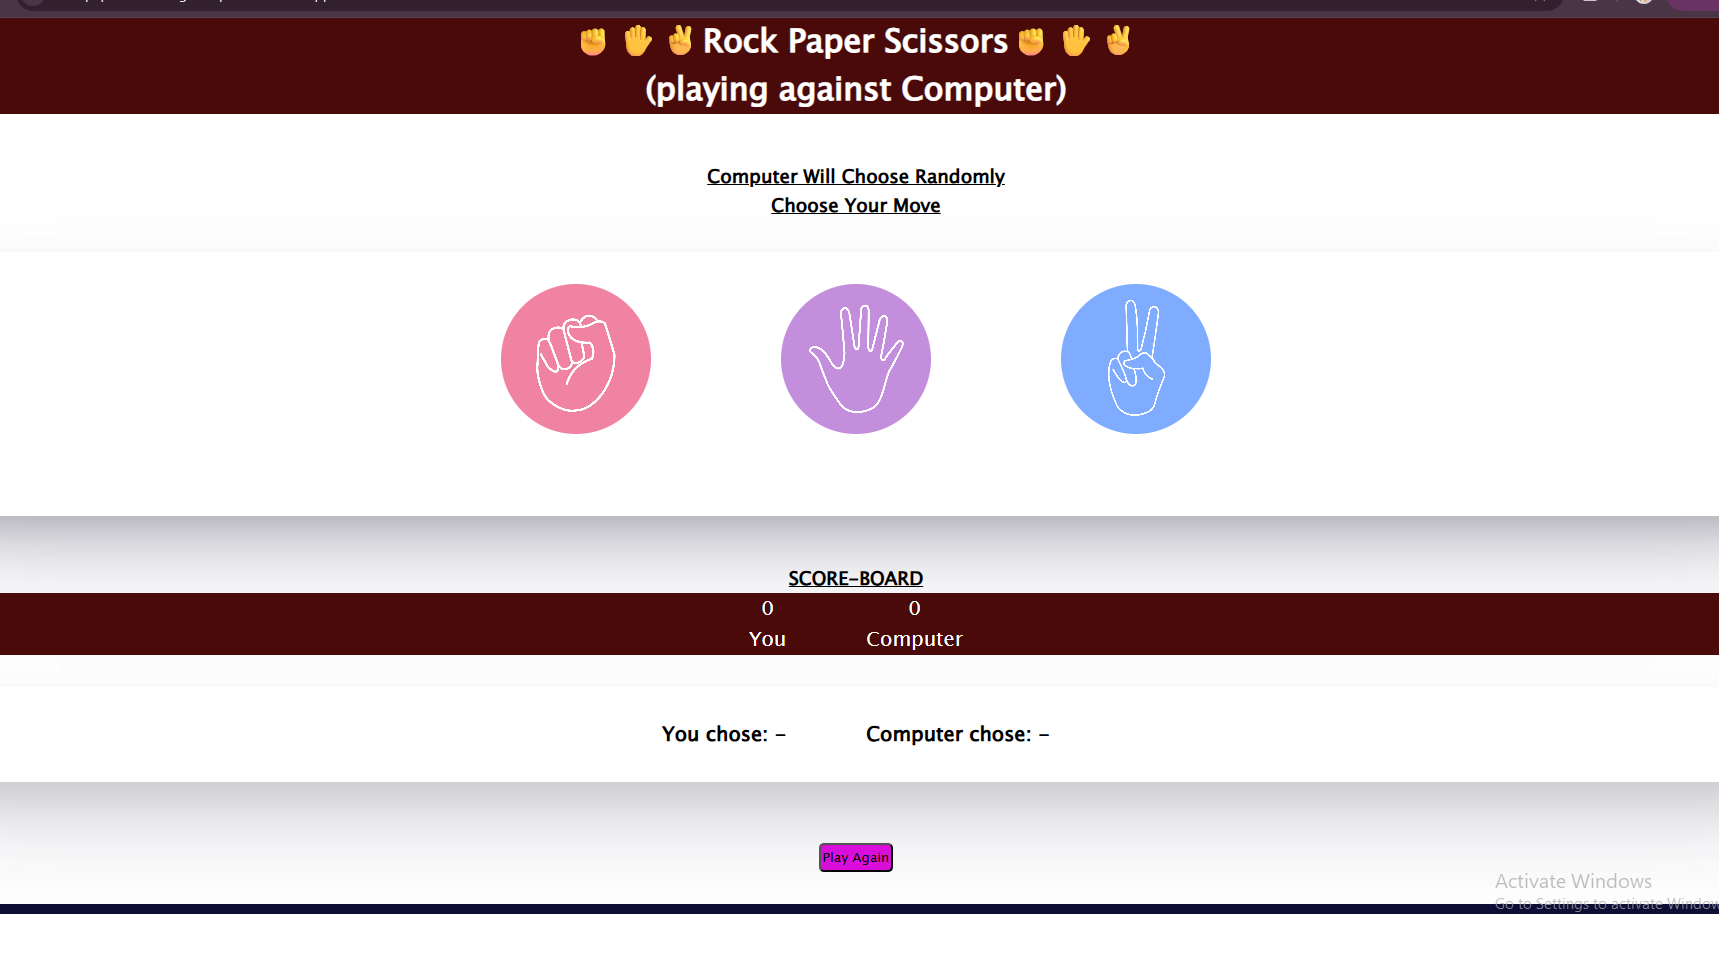 ✊ ✋ ✌ Rock Paper Scissors ✊ ✋ ✌
(playing against Computer)
Computer Will Choose Randomly
Choose Your Move
SCORE-BOARD
0 0
You Computer
You chose: - Computer chose: -
Play Again
Activate Windows
Go to Settings to activate Window